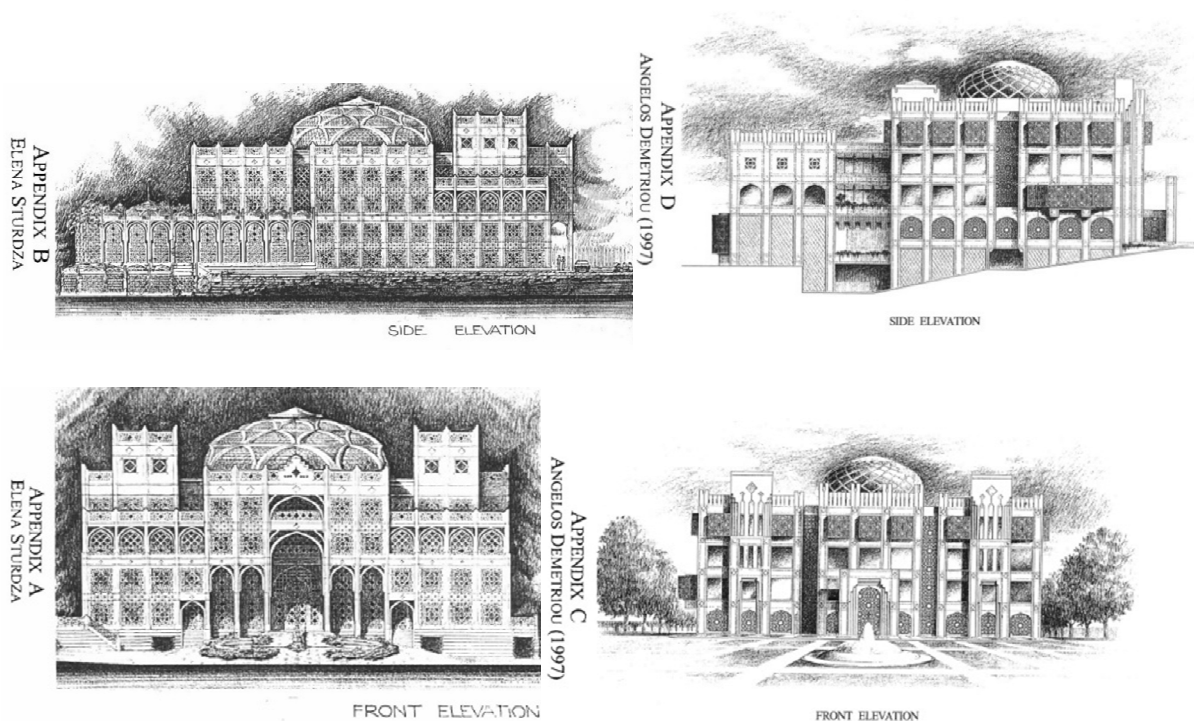 APPENDIX B
ELENA STURDZA
SIDE ELEVATION
APPENDIX D
ANGELOS DEMETRIOU (1997)
SIDE ELEVATION
APPENDIX A
ELENA STURDZA
FRONT ELEVATION
APPENDIX C
ANGELOS DEMETRIOU (1997)
FRONT ELEVATION